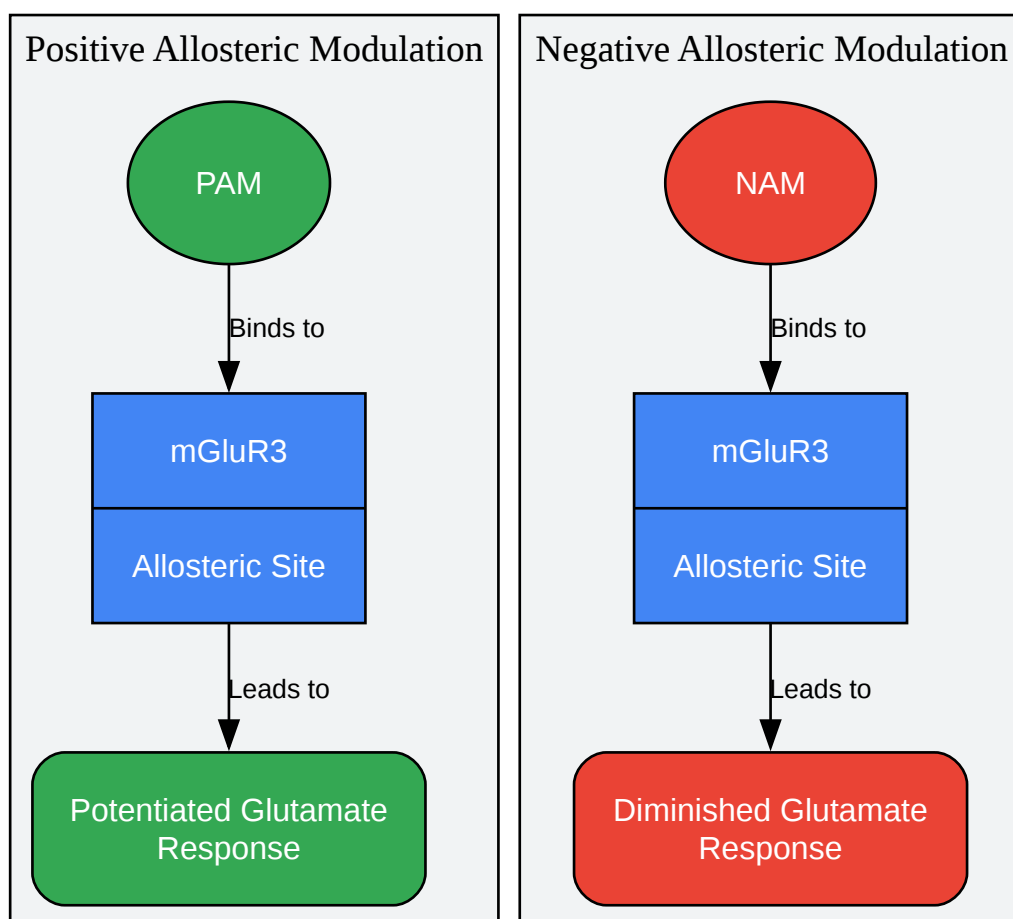 Positive Allosteric Modulation
PAM
Binds to
mGluR3
Allosteric Site
Leads to
Potentiated Glutamate
Response
Negative Allosteric Modulation
NAM
Binds to
mGluR3
Allosteric Site
Leads to
Diminished Glutamate
Response